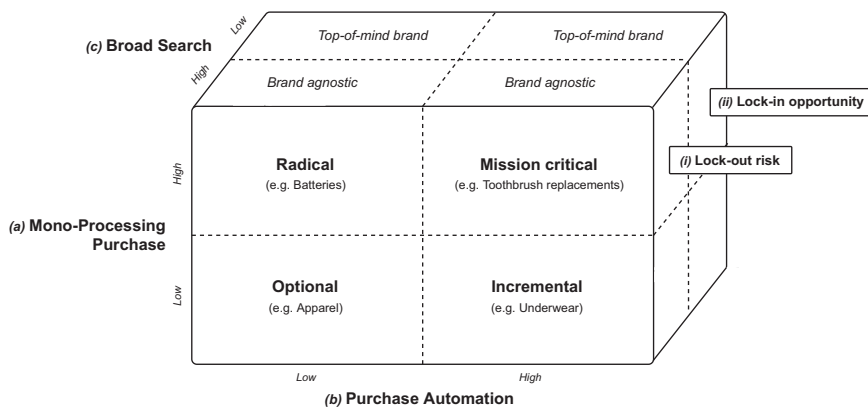 Low
(c) Broad Search
High
Top-of-mind brand
Top-of-mind brand
Brand agnostic
Brand agnostic
(ii) Lock-in opportunity
(i) Lock-out risk
High
Radical
(e.g. Batteries)
Mission critical
(e.g. Toothbrush replacements)
(a) Mono-Processing
Purchase
Low
Optional
(e.g. Apparel)
Incremental
(e.g. Underwear)
Low
High
(b) Purchase Automation